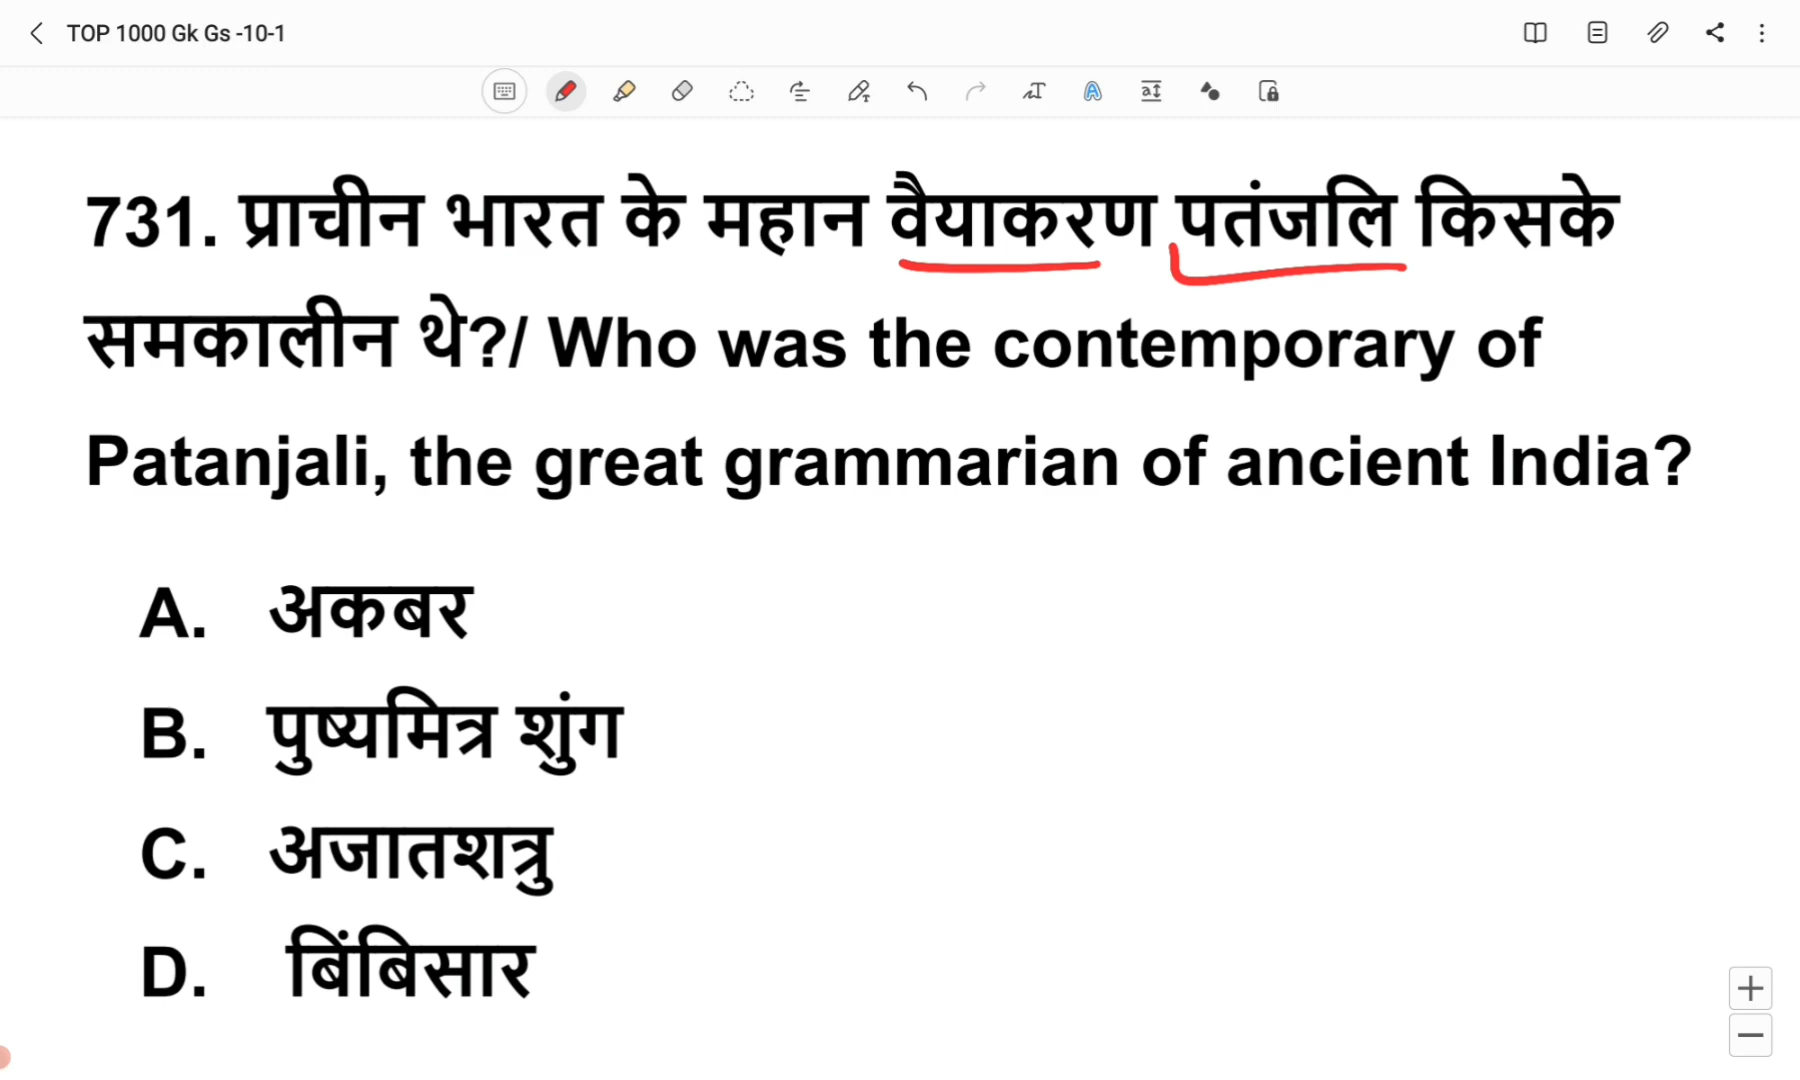 TOP 1000 Gk Gs -10-1
731. प्राचीन भारत के महान वैयाकरण पतंजलि किसके
समकालीन थे?/ Who was the contemporary of
Patanjali, the great grammarian of ancient India?
A. अकबर
B. पुष्यमित्र शुंग
C. अजातशत्रु
D. बिंबिसार